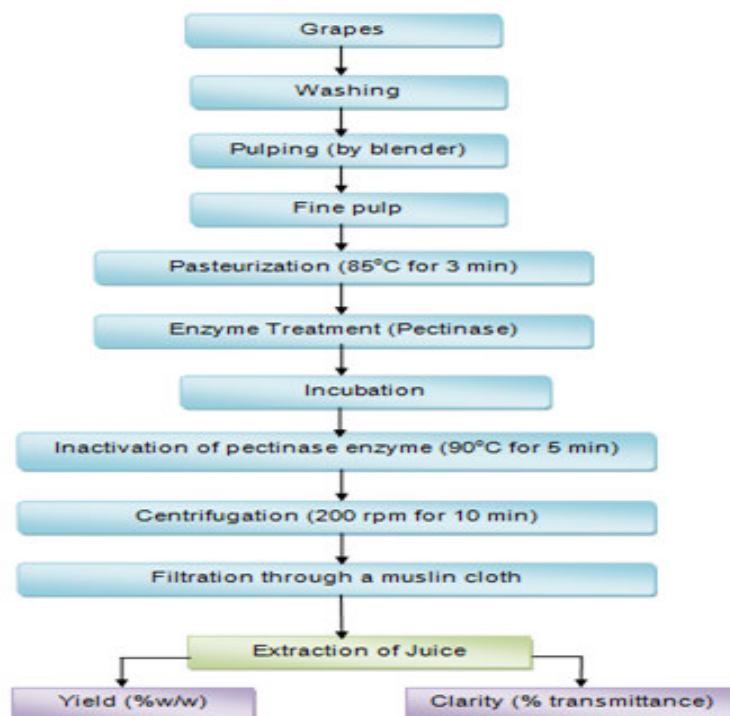 Grapes
Washing
Pulping (by blender)
Fine pulp
Pasteurization (85°C for 3 min)
Enzyme Treatment (Pectinase)
Incubation
Inactivation of pectinase enzyme (90°C for 5 min)
Centrifugation (200 rpm for 10 min)
Filtration through a muslin cloth
Extraction of Juice
Yield (%w/w)
Clarity (% transmittance)